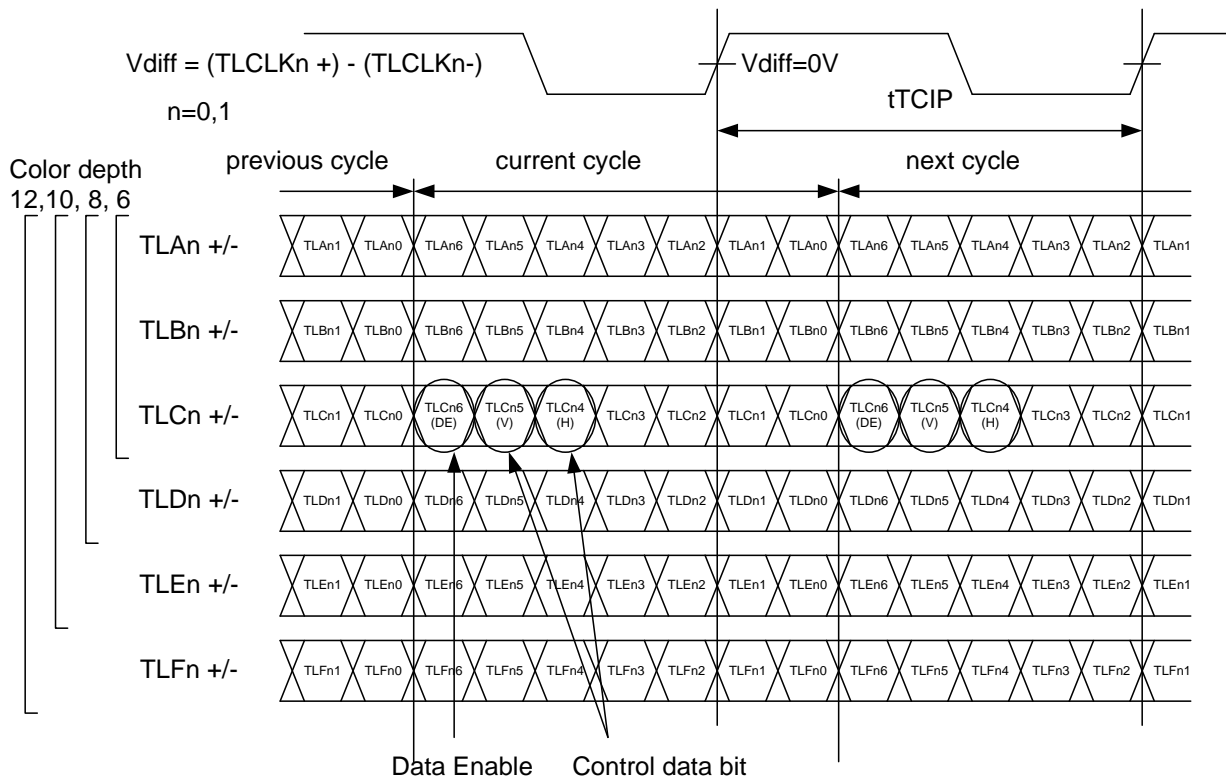 Vdiff = (TLCLKn +) - (TLCLKn-)
Vdiff=0V
n=0,1
tTCIP
previous cycle current cycle next cycle
Color depth
12,10, 8, 6
TLAn +/- TLAn1 TLAn0 TLAn6 TLAn5 TLAn4 TLAn3 TLAn2 TLAn1 TLAn0 TLAn6 TLAn5 TLAn4 TLAn3 TLAn2 TLAn1
TLBn +/- TLBn1 TLBn0 TLBn6 TLBn5 TLBn4 TLBn3 TLBn2 TLBn1 TLBn0 TLBn6 TLBn5 TLBn4 TLBn3 TLBn2 TLBn1
TLCn +/- TLCn1 TLCn0 TLCn6 (DE) TLCn5 (V) TLCn4 (H) TLCn3 TLCn2 TLCn1 TLCn0 TLCn6 (DE) TLCn5 (V) TLCn4 (H) TLCn3 TLCn2 TLCn1
TLDn +/- TLDn1 TLDn0 TLDn6 TLDn5 TLDn4 TLDn3 TLDn2 TLDn1 TLDn0 TLDn6 TLDn5 TLDn4 TLDn3 TLDn2 TLDn1
TLEn +/- TLEn1 TLEn0 TLEn6 TLEn5 TLEn4 TLEn3 TLEn2 TLEn1 TLEn0 TLEn6 TLEn5 TLEn4 TLEn3 TLEn2 TLEn1
TLFn +/- TLFn1 TLFn0 TLFn6 TLFn5 TLFn4 TLFn3 TLFn2 TLFn1 TLFn0 TLFn6 TLFn5 TLFn4 TLFn3 TLFn2 TLFn1
Data Enable Control data bit